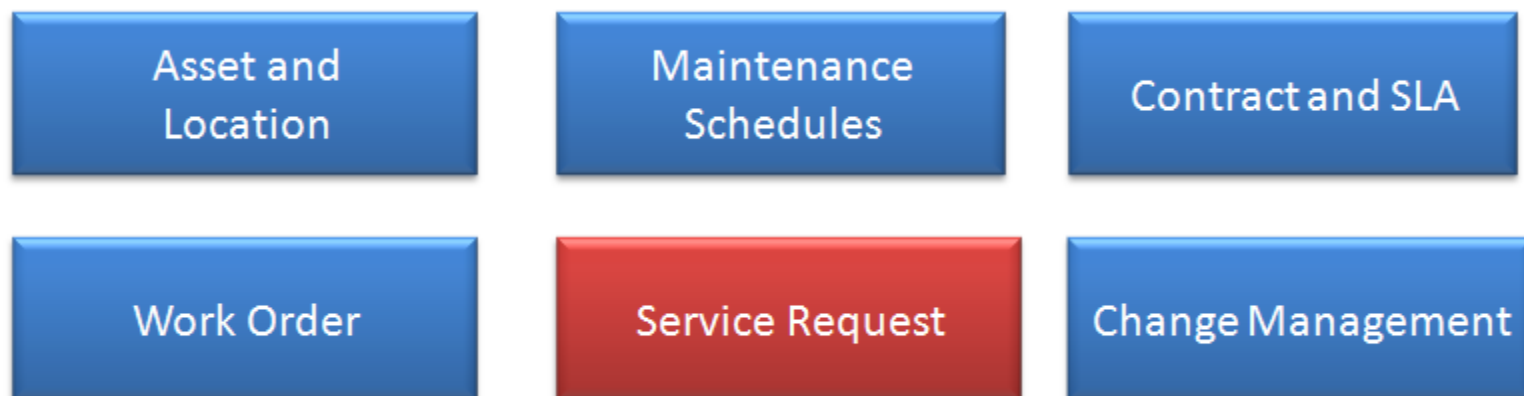 Asset and
Location
Maintenance
Schedules
Contract and SLA
Work Order
Service Request
Change Management